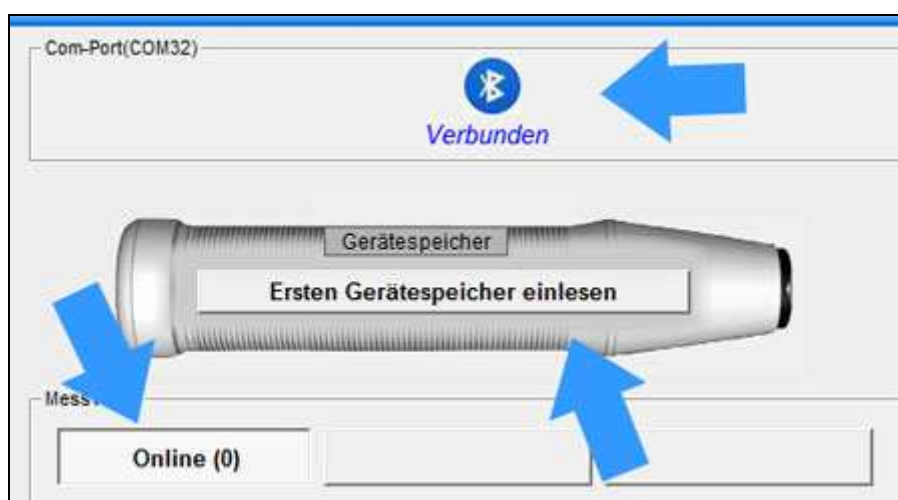 Com-Port(COM32)
Verbunden
Gerätespeicher
Ersten Gerätespeicher einlesen
Online (0)